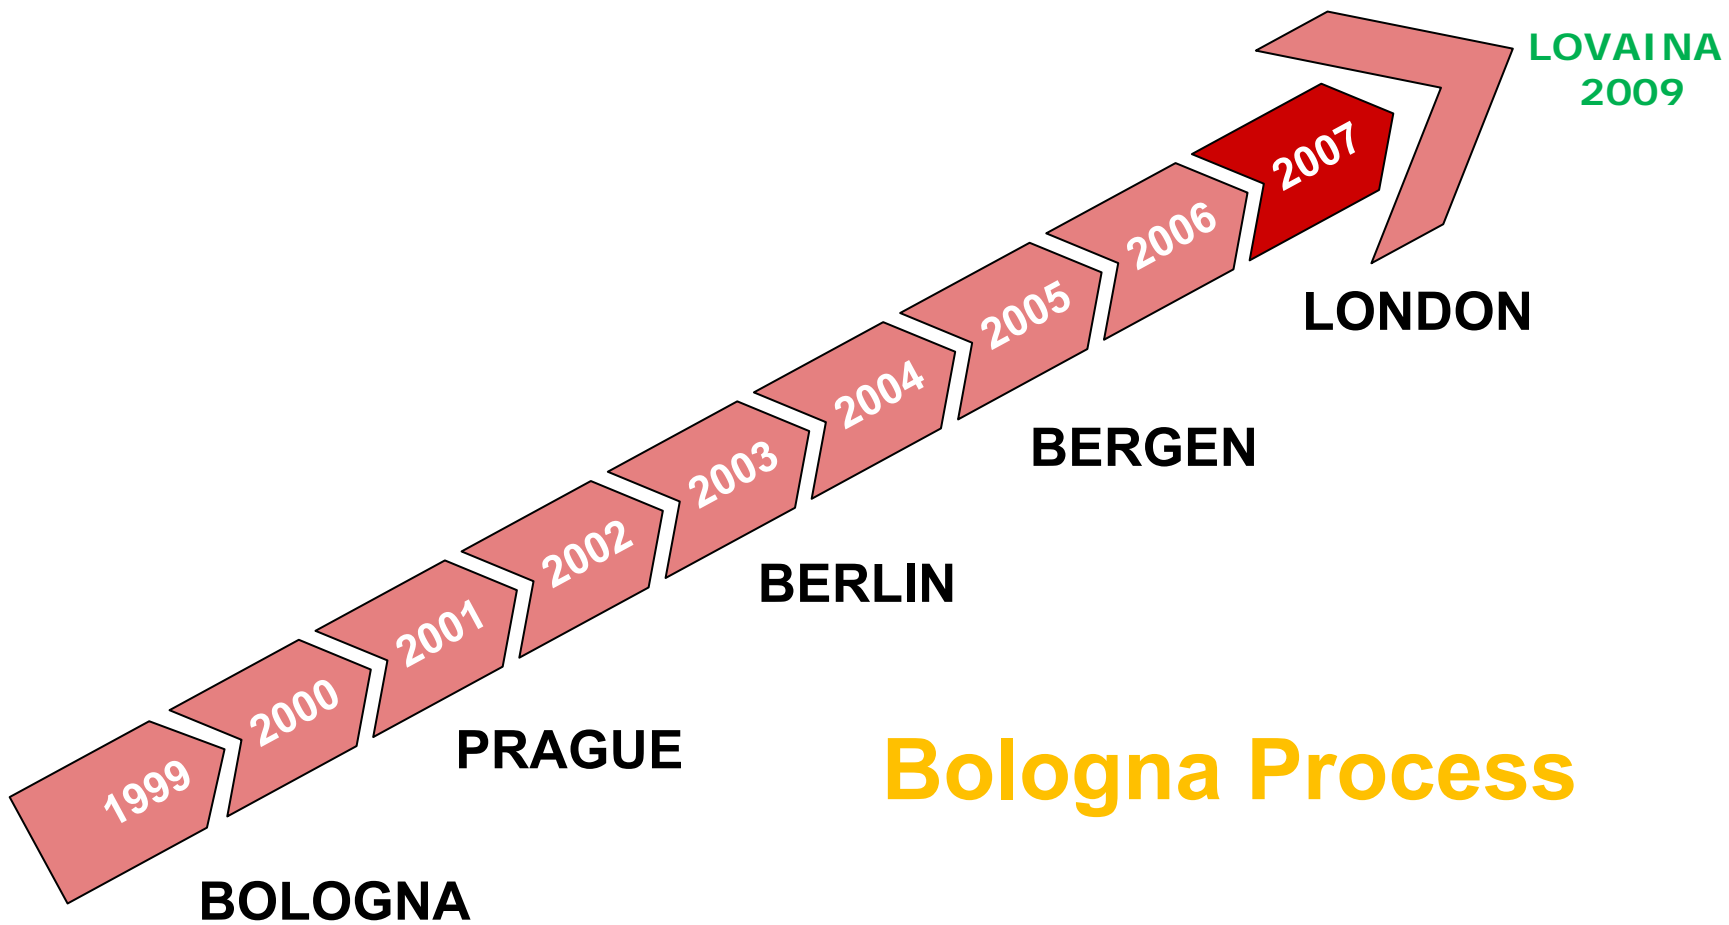 LOVAINA
2009
2007
2006
LONDON
2005
2004
BERGEN
2003
2002
BERLIN
2001
2000
PRAGUE
Bologna Process
1999
BOLOGNA